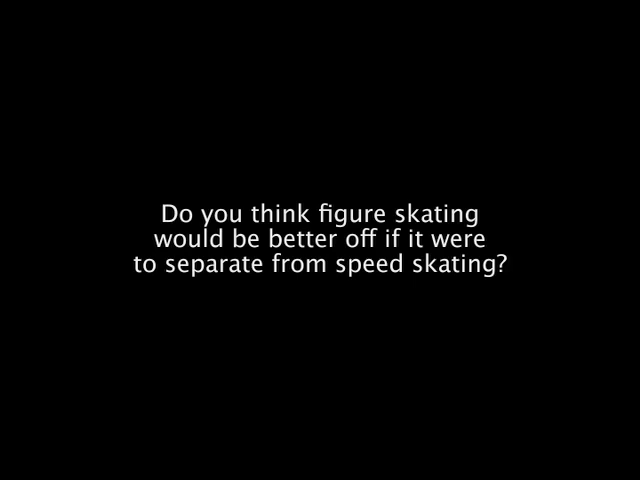 Do you think figure skating
would be better off if it were
to separate from speed skating?